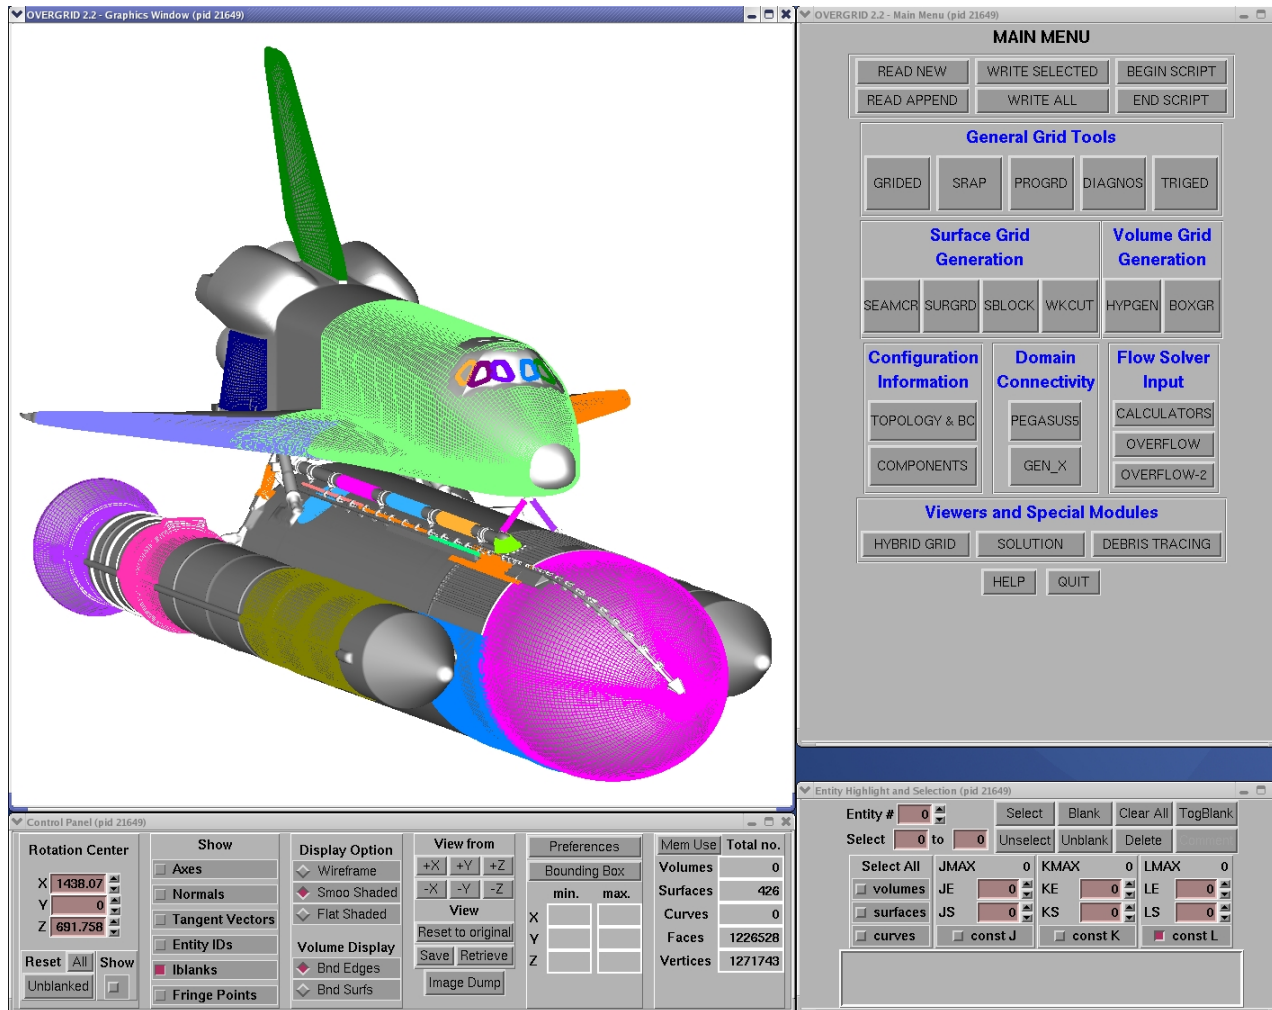 OVERGRID 2.2 - Graphics Window (pid 21649)
OVERGRID 2.2 - Main Menu (pid 21649)
MAIN MENU
READ NEW WRITE SELECTED BEGIN SCRIPT
READ APPEND WRITE ALL END SCRIPT
General Grid Tools
GRIDED SRAP PROGRD DIAGNOS TRIGED
Surface Grid Generation
Volume Grid Generation
SEAMCR SURGRD SBLOCK WKCUT HYPGEN BOXGR
Configuration Information
Domain Connectivity
Flow Solver Input
TOPOLOGY & BC
COMPONENTS
PEGASUS5
GEN_X
CALCULATORS
OVERFLOW
OVERFLOW-2
Viewers and Special Modules
HYBRID GRID SOLUTION DEBRIS TRACING
HELP QUIT
Control Panel (pid 21649)
Rotation Center
X 1438.07
Y 0
Z 691.758
Reset All Show
Unblanked
Show
Axes
Normals
Tangent Vectors
Entity IDs
Iblanks
Fringe Points
Display Option
Wireframe
Smoo Shaded
Flat Shaded
Volume Display
Bnd Edges
Bnd Surfs
View from
+X +Y +Z
-X -Y -Z
View
Reset to original
Save Retrieve
Image Dump
Preferences
Bounding Box
min. max.
X
Y
Z
Mem Use Total no.
Volumes 0
Surfaces 426
Curves 0
Faces 1226528
Vertices 1271743
Entity Highlight and Selection (pid 21649)
Entity # 0 Select Blank Clear All TogBlank
Select 0 to 0 Unselect Unblank Delete
Select All JMAX 0 KMAX 0 LMAX 0
volumes JE 0 KE 0 LE 0
surfaces JS 0 KS 0 LS 0
curves const J const K const L